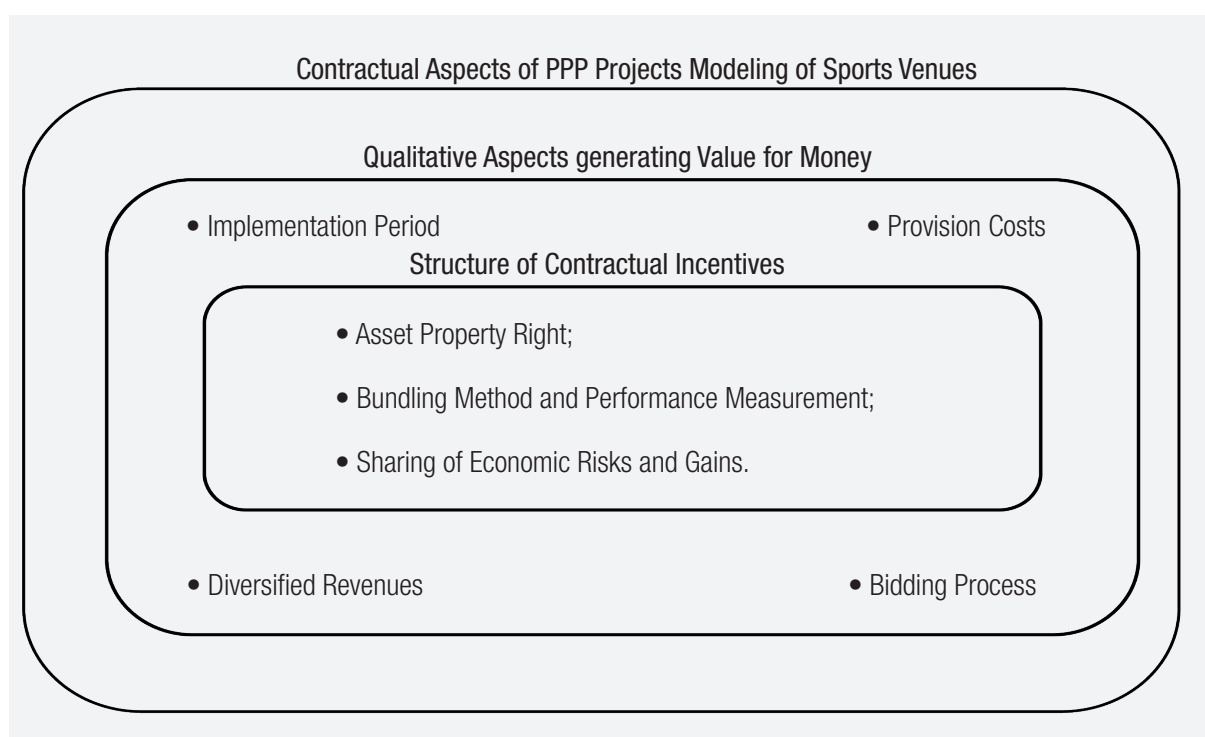 Contractual Aspects of PPP Projects Modeling of Sports Venues
Qualitative Aspects generating Value for Money
• Implementation Period
• Provision Costs
Structure of Contractual Incentives
• Asset Property Right;
• Bundling Method and Performance Measurement;
• Sharing of Economic Risks and Gains.
• Diversified Revenues
• Bidding Process